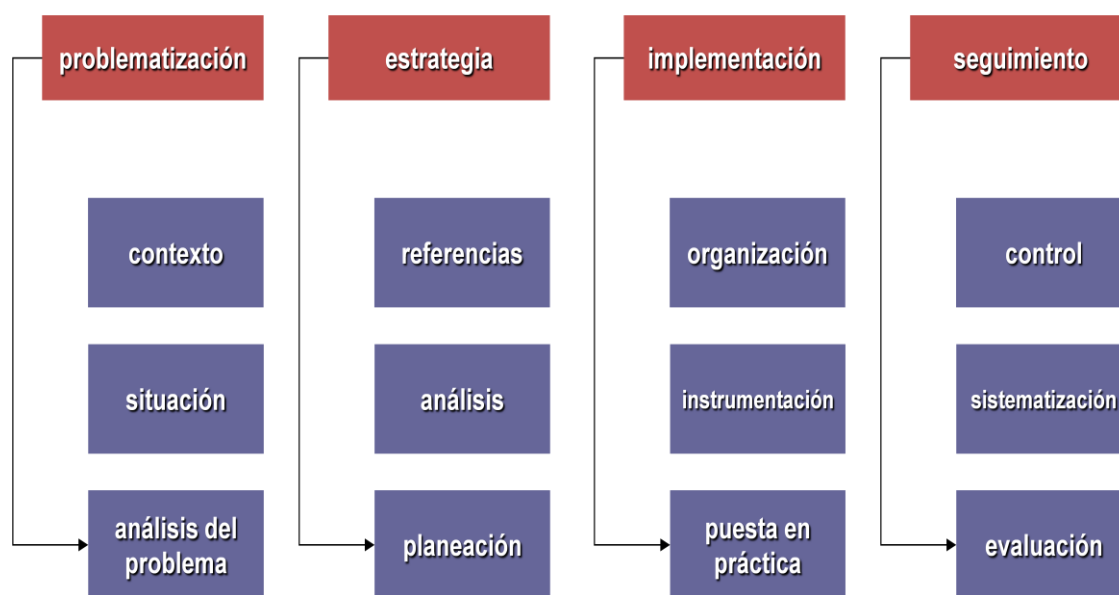 problematización
estrategia
implementación
seguimiento
contexto
referencias
organización
control
situación
análisis
instrumentación
sistematización
análisis del
problema
planeación
puesta en
práctica
evaluación